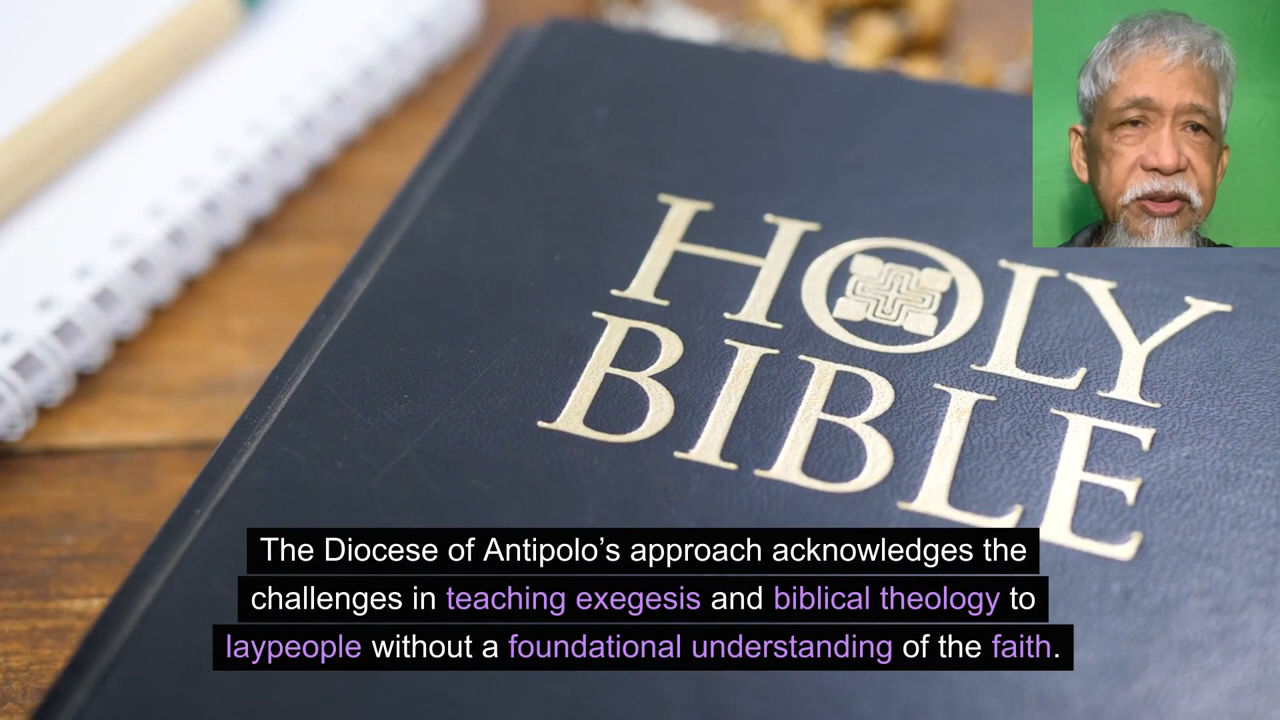 HOLY
BIBLE
The Diocese of Antipolo’s approach acknowledges the
challenges in teaching exegesis and biblical theology to
laypeople without a foundational understanding of the faith.